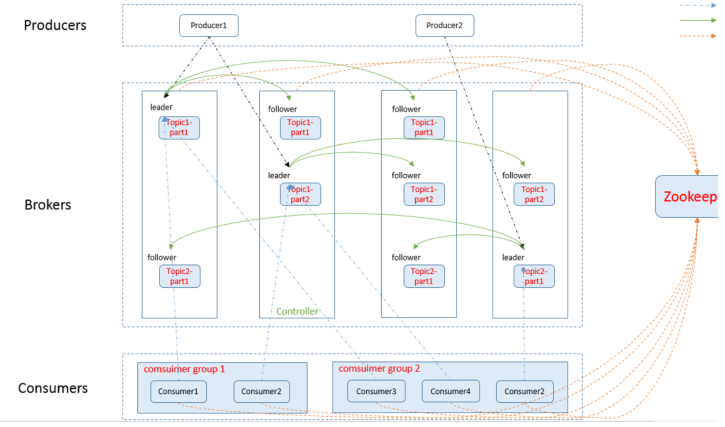 Producers
Producer1
Producer2
Brokers
leader
Topic1-
part1
follower
Topic1-
part1
follower
Topic1-
part1
leader
Topic1-
part2
follower
Topic1-
part2
follower
Topic1-
part2
follower
Topic2-
part1
follower
Topic2-
part1
leader
Topic2-
part1
Controller
Zookeep
Consumers
comsuimer group 1
Consumer1
Consumer2
comsuimer group 2
Consumer3
Consumer4
Consumer2